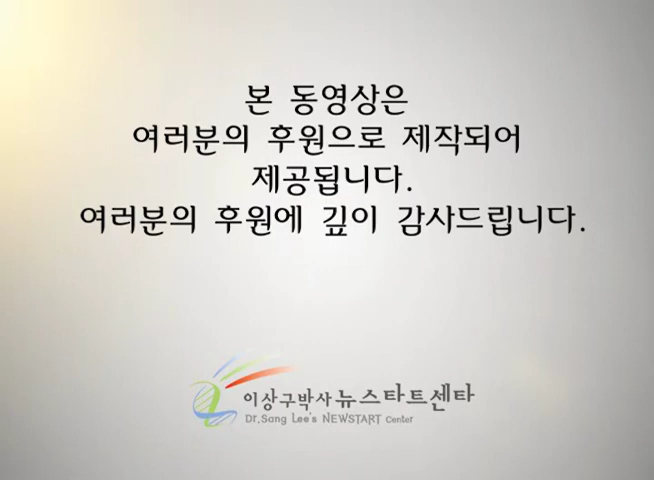 본 동영상은
여러분의 후원으로 제작되어
제공됩니다.
여러분의 후원에 깊이 감사드립니다.
이상구박사뉴스타트센타
Dr.Sang Lee's NEWSTART Center